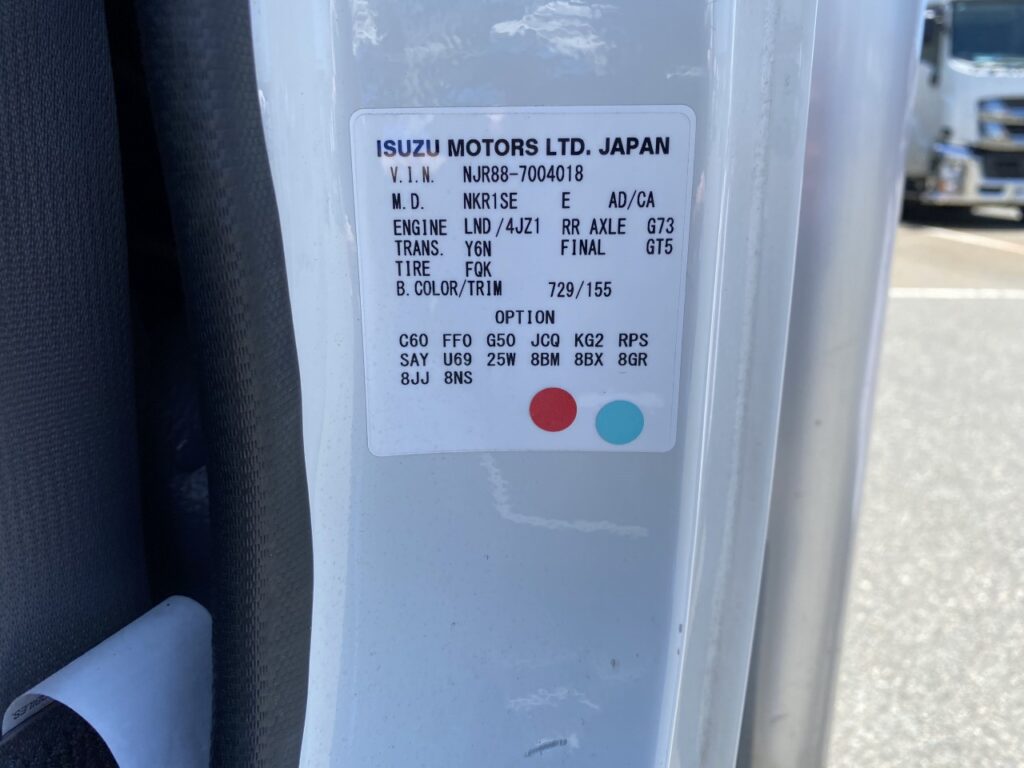 ISUZU MOTORS LTD. JAPAN
V.I.N. NJR88-7004018
M.D. NKR1SE E AD/CA
ENGINE LND/4JZ1 RR AXLE G73
TRANS. Y6N FINAL GT5
TIRE FQK
B.COLOR/TRIM 729/155
OPTION
C60 FF0 G50 JCQ KG2 RPS
SAY U69 25W 8BM 8BX 8GR
8JJ 8NS